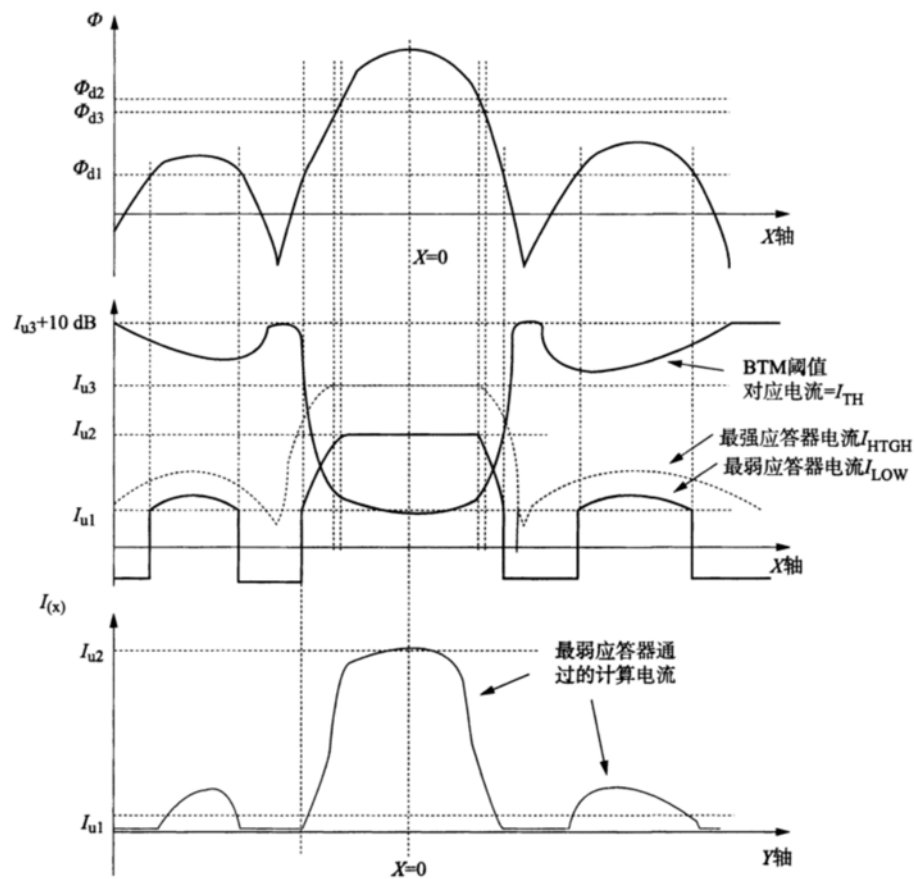 Φ
Φd2
Φd3
Φd1
X轴
X=0
Iu3+10 dB
BTM阈值
对应电流=ITH
Iu3
Iu2
最强应答器电流IHTGH
最弱应答器电流ILOW
Iu1
X轴
I(x)
Iu2
最弱应答器通
过的计算电流
Iu1
Y轴
X=0